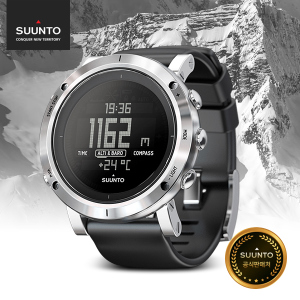 SUUNTO
CONQUER NEW TERRITORY
19:36
1162 M
TIME ALTI & BARO COMPASS
+24 °C
SUUNTO
SUUNTO
공식판매처